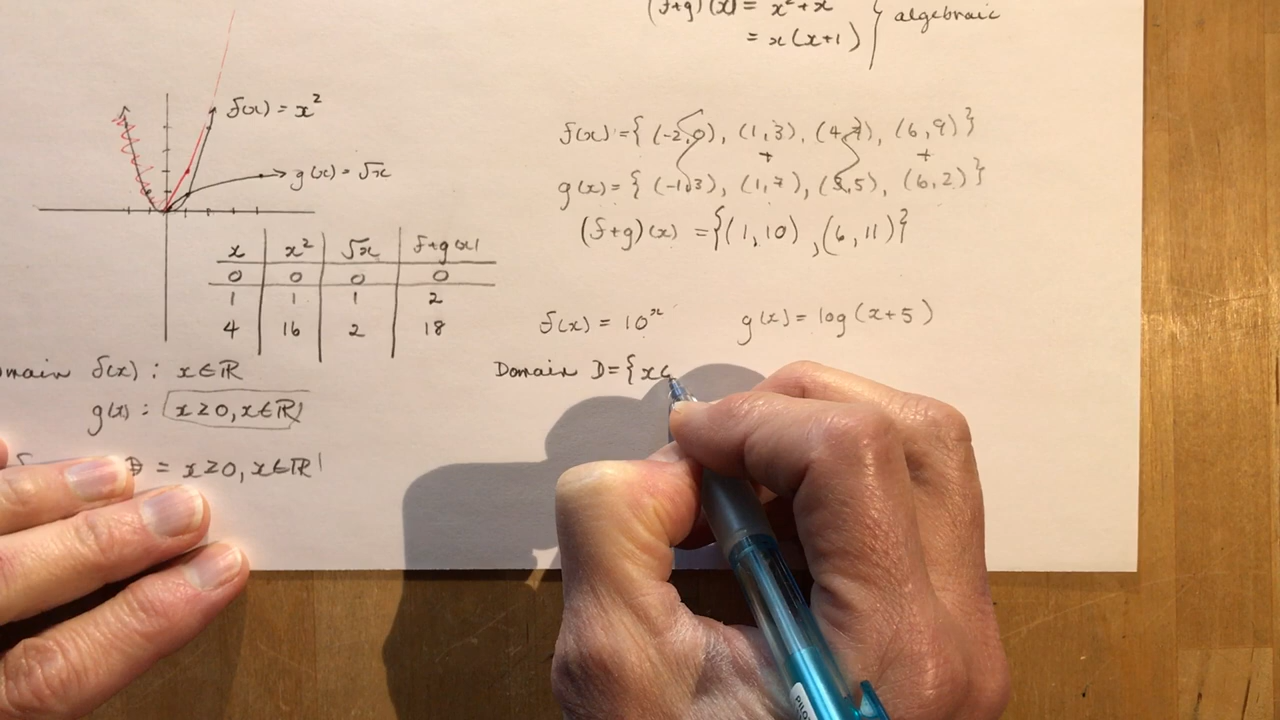 (f+g)(x) = x² + x
= x(x+1) } algebraic
f(x) = x²
g(x) = √x
x | x² | √x | f+g(x)
0 | 0 | 0 | 0
1 | 1 | 1 | 2
4 | 16 | 2 | 18
main f(x) : x ∈ ℝ
g(x) : x ≥ 0, x ∈ ℝ
D = x ≥ 0, x ∈ ℝ
f(x) = { (-2,0), (1,3), (4,7), (6,9) }
+ +
g(x) = { (-1,3), (1,7), (3,5), (6,2) }
(f+g)(x) = {(1,10), (6,11)}
f(x) = 10ˣ g(x) = log(x+5)
Domain D = { x ∈
PILOT